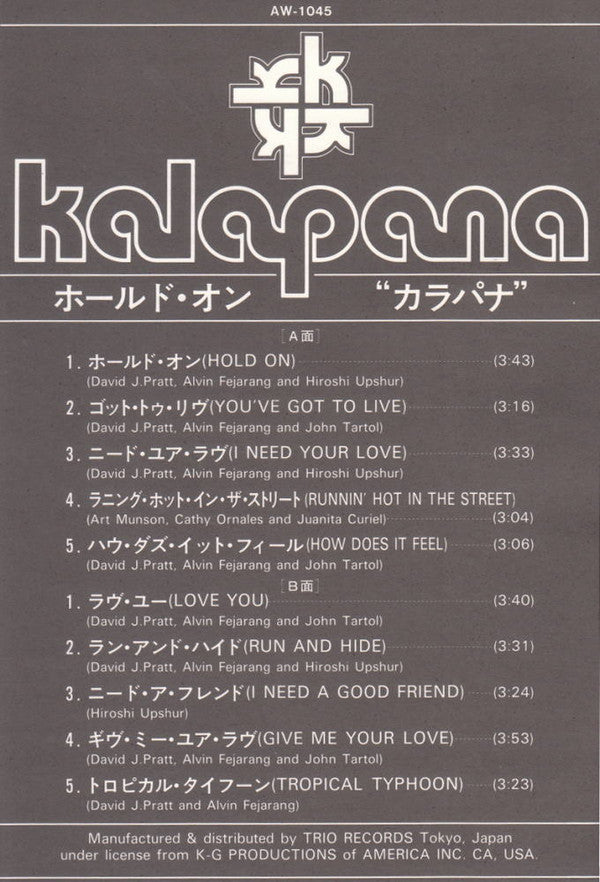 AW-1045
kalapana
ホールド・オン “カラパナ”
[A面]
1. ホールド・オン(HOLD ON) (3:43)
(David J.Pratt, Alvin Fejarang and Hiroshi Upshur)
2. ゴット・トゥ・リヴ(YOU'VE GOT TO LIVE) (3:16)
(David J.Pratt, Alvin Fejarang and John Tartol)
3. ニード・ユア・ラヴ(I NEED YOUR LOVE) (3:33)
(David J.Pratt, Alvin Fejarang and Hiroshi Upshur)
4. ラニング・ホット・イン・ザ・ストリート(RUNNIN' HOT IN THE STREET)
(Art Munson, Cathy Ornales and Juanita Curiel) (3:04)
5. ハウ・ダズ・イット・フィール(HOW DOES IT FEEL) (3:06)
(David J.Pratt, Alvin Fejarang and John Tartol)
[B面]
1. ラヴ・ユー(LOVE YOU) (3:40)
(David J.Pratt, Alvin Fejarang and John Tartol)
2. ラン・アンド・ハイド(RUN AND HIDE) (3:31)
(David J.Pratt, Alvin Fejarang and Hiroshi Upshur)
3. ニード・ア・フレンド(I NEED A GOOD FRIEND) (3:24)
(Hiroshi Upshur)
4. ギヴ・ミー・ユア・ラヴ(GIVE ME YOUR LOVE) (3:53)
(David J.Pratt, Alvin Fejarang and John Tartol)
5. トロピカル・タイフーン(TROPICAL TYPHOON) (3:23)
(David J.Pratt and Alvin Fejarang)
Manufactured & distributed by TRIO RECORDS Tokyo, Japan
under license from K-G PRODUCTIONS of AMERICA INC. CA, USA.